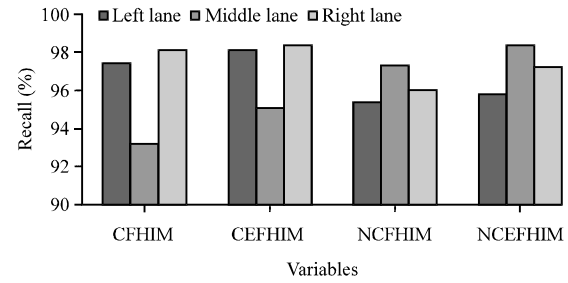 Left lane Middle lane Right lane
100
98
96
94
92
90
Recall (%)
CFHIM CEFHIM NCFHIM NCEFHIM
Variables